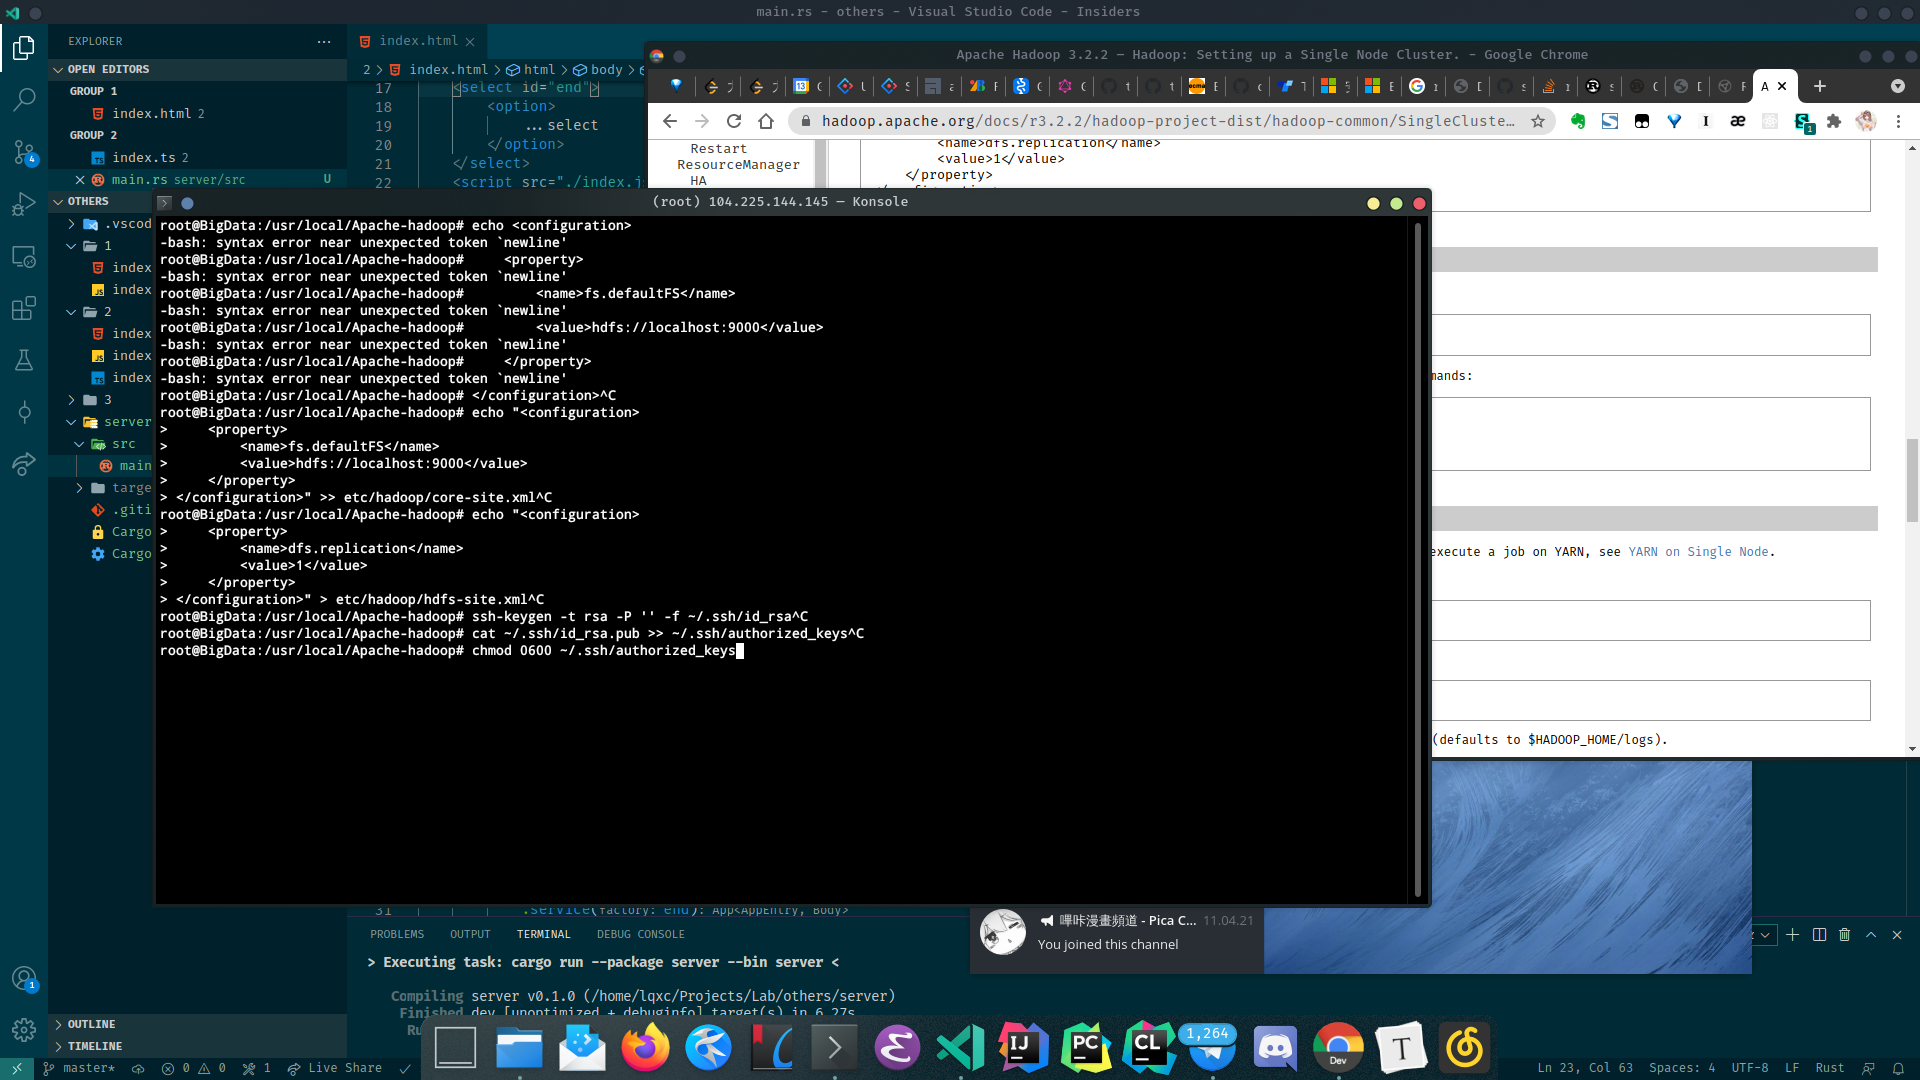 main.rs - others - Visual Studio Code - Insiders
EXPLORER
OPEN EDITORS
GROUP 1
index.html 2
GROUP 2
index.ts 2
main.rs server/src U
OTHERS
.vscod
1
index
index
2
index
index
index
3
server
src
main
targe
.giti
Cargo
Cargo
OUTLINE
TIMELINE
index.html
2 > index.html > html > body >
17 <select id="end">
18 <option>
19 ...select
20 </option>
21 </select>
22 <script src="./index.j
Apache Hadoop 3.2.2 – Hadoop: Setting up a Single Node Cluster. - Google Chrome
hadoop.apache.org/docs/r3.2.2/hadoop-project-dist/hadoop-common/SingleCluste…
Restart
ResourceManager
HA
<name>dfs.replication</name>
<value>1</value>
</property>
mands:
execute a job on YARN, see YARN on Single Node.
(defaults to $HADOOP_HOME/logs).
(root) 104.225.144.145 — Konsole
root@BigData:/usr/local/Apache-hadoop# echo <configuration>
-bash: syntax error near unexpected token `newline'
root@BigData:/usr/local/Apache-hadoop#     <property>
-bash: syntax error near unexpected token `newline'
root@BigData:/usr/local/Apache-hadoop#         <name>fs.defaultFS</name>
-bash: syntax error near unexpected token `newline'
root@BigData:/usr/local/Apache-hadoop#         <value>hdfs://localhost:9000</value>
-bash: syntax error near unexpected token `newline'
root@BigData:/usr/local/Apache-hadoop#     </property>
-bash: syntax error near unexpected token `newline'
root@BigData:/usr/local/Apache-hadoop# </configuration>^C
root@BigData:/usr/local/Apache-hadoop# echo "<configuration>
>     <property>
>         <name>fs.defaultFS</name>
>         <value>hdfs://localhost:9000</value>
>     </property>
> </configuration>" >> etc/hadoop/core-site.xml^C
root@BigData:/usr/local/Apache-hadoop# echo "<configuration>
>     <property>
>         <name>dfs.replication</name>
>         <value>1</value>
>     </property>
> </configuration>" > etc/hadoop/hdfs-site.xml^C
root@BigData:/usr/local/Apache-hadoop# ssh-keygen -t rsa -P '' -f ~/.ssh/id_rsa^C
root@BigData:/usr/local/Apache-hadoop# cat ~/.ssh/id_rsa.pub >> ~/.ssh/authorized_keys^C
root@BigData:/usr/local/Apache-hadoop# chmod 0600 ~/.ssh/authorized_keys
31 .service(factory: end): App<AppEntry, Body>
PROBLEMS OUTPUT TERMINAL DEBUG CONSOLE
> Executing task: cargo run --package server --bin server <
Compiling server v0.1.0 (/home/lqxc/Projects/Lab/others/server)
Finished dev [unoptimized + debuginfo] target(s) in 6.27s
Ru
嗶咔漫畫頻道 - Pica C... 11.04.21
You joined this channel
1,264
IJ
PC
CL
Dev
T
master* 0 0 1 Live Share
Ln 23, Col 63 Spaces: 4 UTF-8 LF Rust